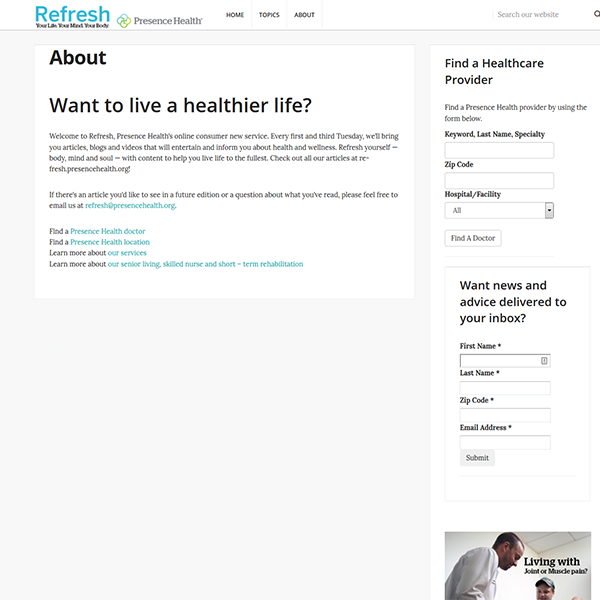 Refresh
Your Life. Your Mind. Your Body.
Presence Health®
HOME
TOPICS
ABOUT
Search our website
About
Want to live a healthier life?
Welcome to Refresh, Presence Health's online consumer new service. Every first and third Tuesday, we'll bring
you articles, blogs and videos that will entertain and inform you about health and wellness. Refresh yourself —
body, mind and soul — with content to help you live life to the fullest. Check out all our articles at re-
fresh.presencehealth.org!
If there's an article you'd like to see in a future edition or a question about what you've read, please feel free to
email us at refresh@presencehealth.org.
Find a Presence Health doctor
Find a Presence Health location
Learn more about our services
Learn more about our senior living, skilled nurse and short – term rehabilitation
Find a Healthcare
Provider
Find a Presence Health provider by using the
form below.
Keyword, Last Name, Specialty
Zip Code
Hospital/Facility
All
Find A Doctor
Want news and
advice delivered to
your inbox?
First Name *
Last Name *
Zip Code *
Email Address *
Submit
Living with
Joint or Muscle pain?